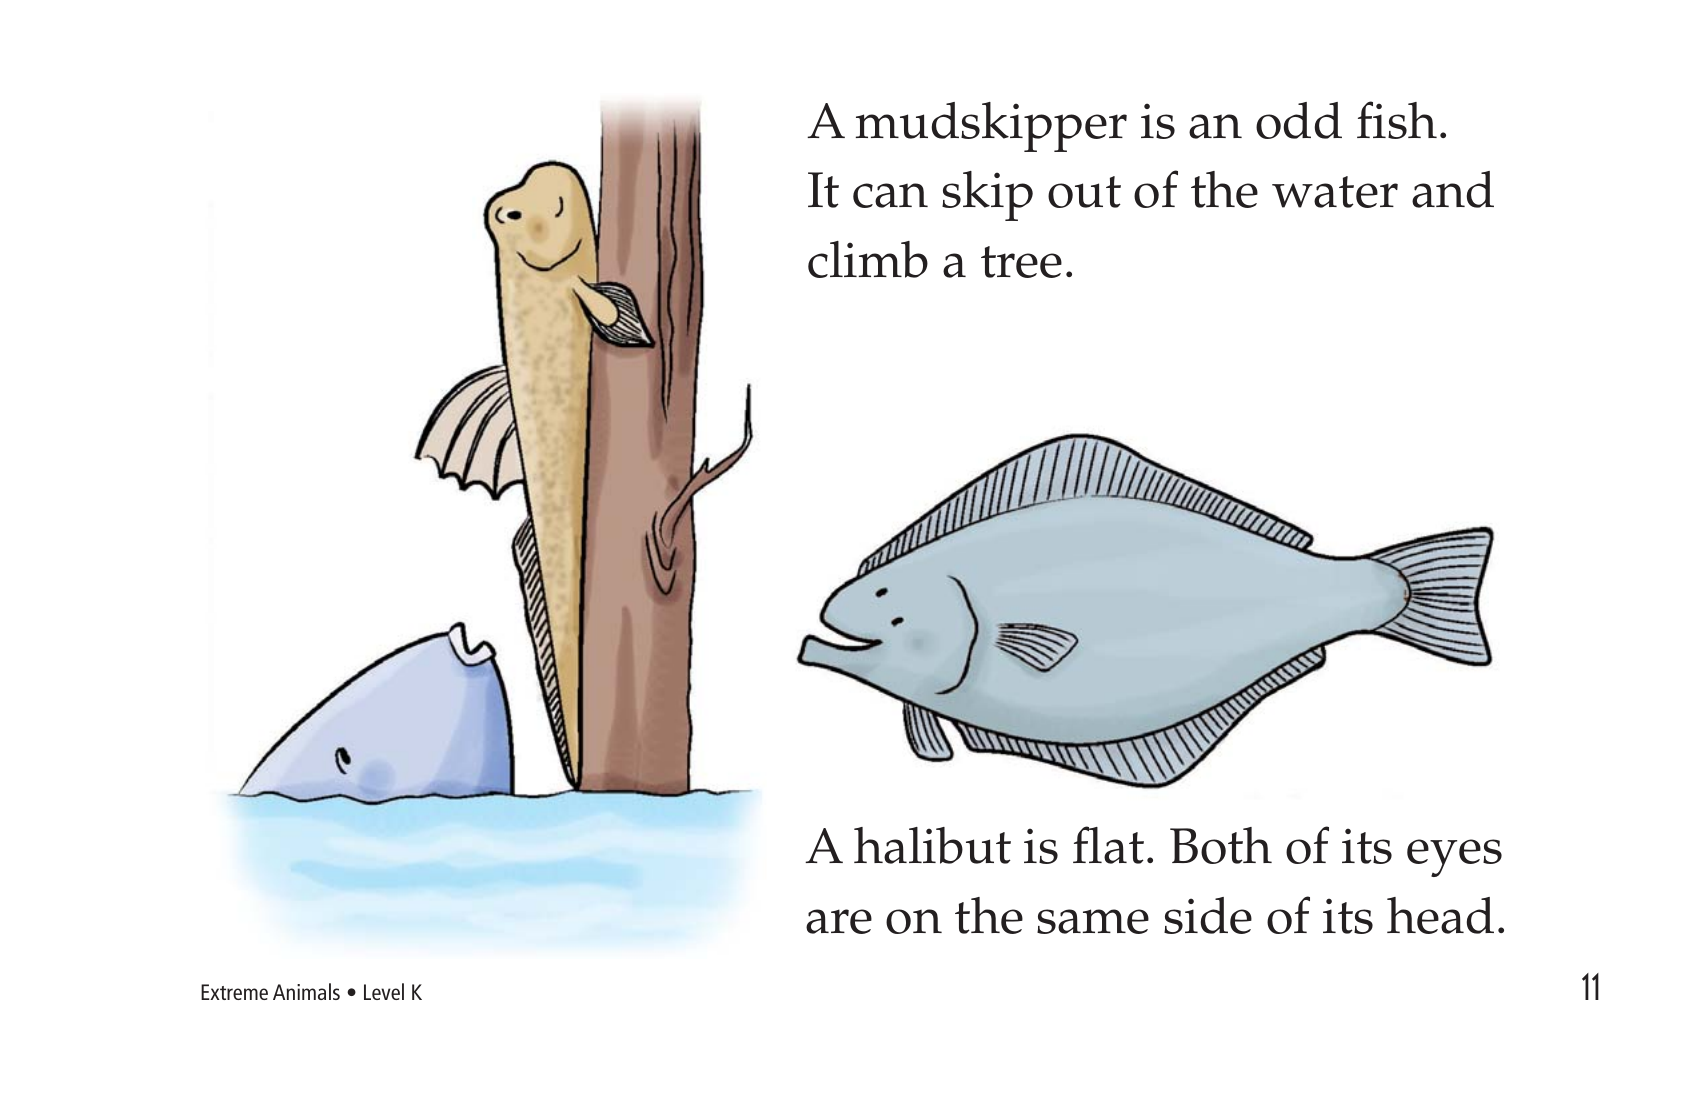 A mudskipper is an odd fish.
It can skip out of the water and
climb a tree.
A halibut is flat. Both of its eyes
are on the same side of its head.
Extreme Animals • Level K
11